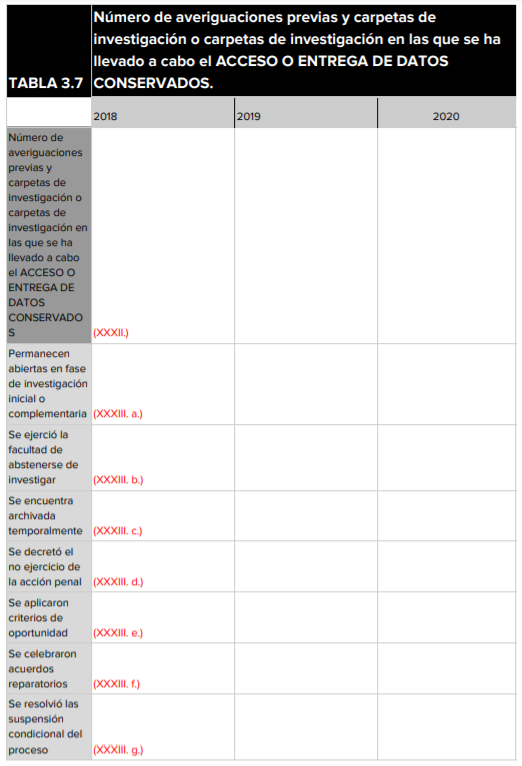 TABLA 3.7
Número de averiguaciones previas y carpetas de
investigación o carpetas de investigación en las que se ha
llevado a cabo el ACCESO O ENTREGA DE DATOS
CONSERVADOS.
2018
2019
2020
Número de
averiguaciones
previas y
carpetas de
investigación o
carpetas de
investigación en
las que se ha
llevado a cabo
el ACCESO O
ENTREGA DE
DATOS
CONSERVADO
S
(XXXII.)
Permanecen
abiertas en fase
de investigación
inicial o
complementaria
(XXXIII. a.)
Se ejerció la
facultad de
abstenerse de
investigar
(XXXIII. b.)
Se encuentra
archivada
temporalmente
(XXXIII. c.)
Se decretó el
no ejercicio de
la acción penal
(XXXIII. d.)
Se aplicaron
criterios de
oportunidad
(XXXIII. e.)
Se celebraron
acuerdos
reparatorios
(XXXIII. f.)
Se resolvió las
suspensión
condicional del
proceso
(XXXIII. g.)